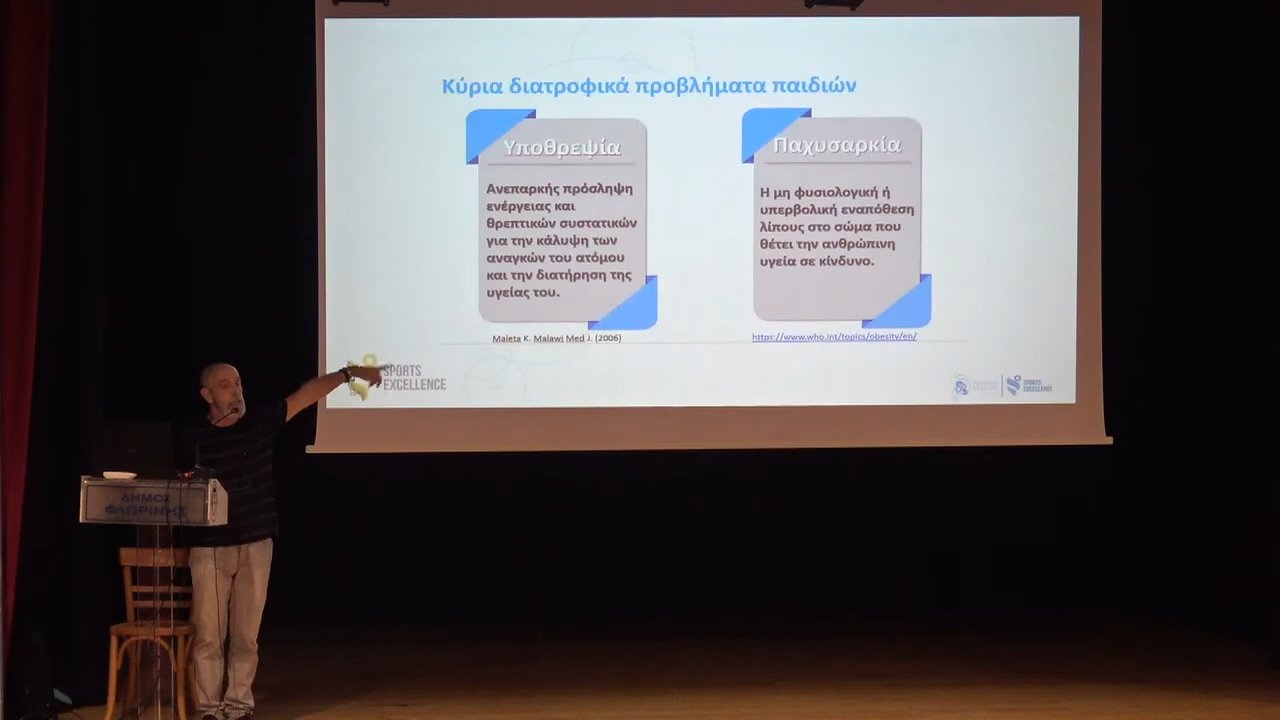 Κύρια διατροφικά προβλήματα παιδιών
Υποθρεψία
Ανεπαρκής πρόσληψη
ενέργειας και
θρεπτικών συστατικών
για την κάλυψη των
αναγκών του ατόμου
και την διατήρηση της
υγείας του.
Maleta K. Malawi Med J. (2006)
Παχυσαρκία
Η μη φυσιολογική ή
υπερβολική εναπόθεση
λίπους στο σώμα που
θέτει την ανθρώπινη
υγεία σε κίνδυνο.
https://www.who.int/topics/obesity/en/
SPORTS
EXCELLENCE
SPORTS
EXCELLENCE
ΔΗΜΟΣ
ΦΛΩΡΙΝΗΣ